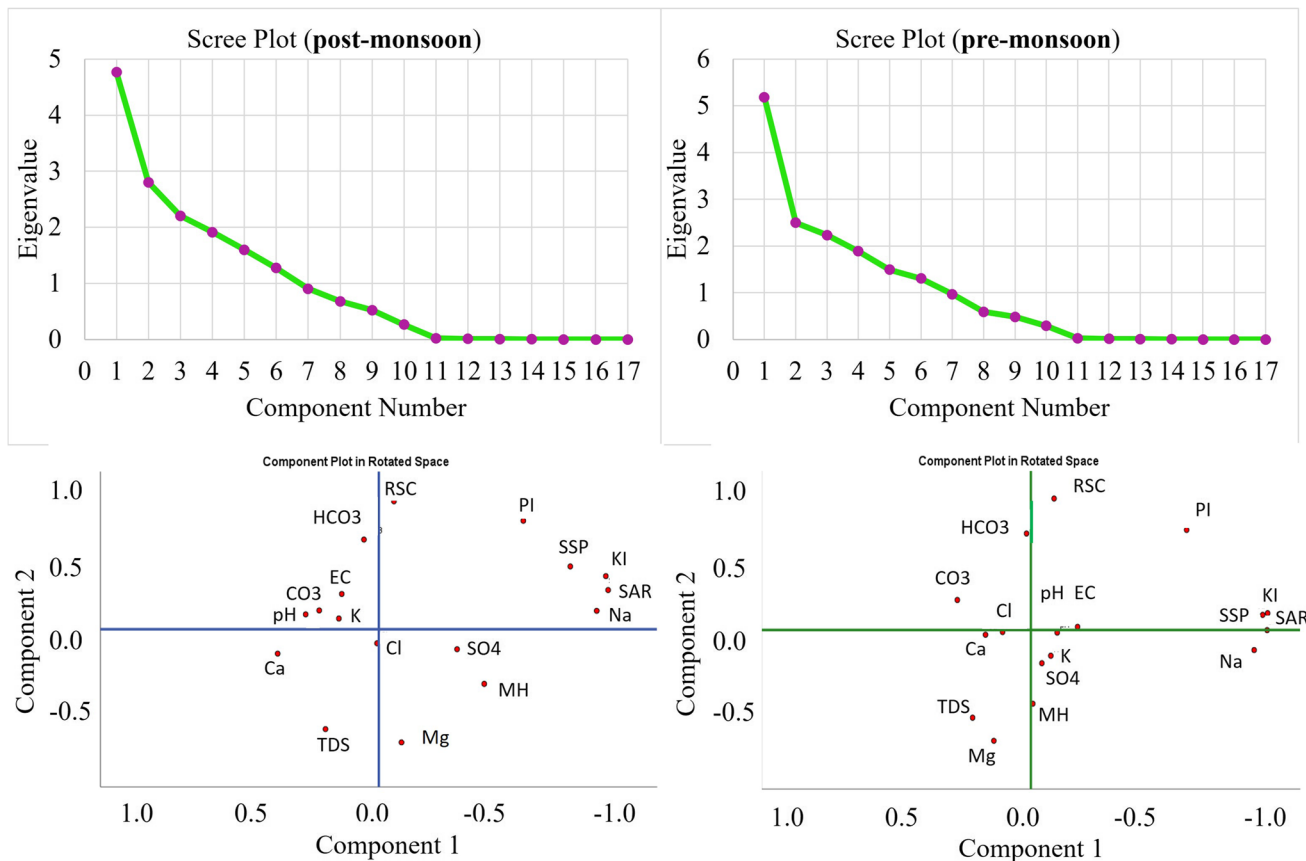 Scree Plot (post-monsoon)
5
4
3
2
1
0
Eigenvalue
0 1 2 3 4 5 6 7 8 9 10 11 12 13 14 15 16 17
Component Number
Scree Plot (pre-monsoon)
6
5
4
3
2
1
0
Eigenvalue
0 1 2 3 4 5 6 7 8 9 10 11 12 13 14 15 16 17
Component Number
Component Plot in Rotated Space
1.0
0.5
0.0
-0.5
Component 2
RSC
PI
HCO3
3
SSP
KI
EC
CO3
SAR
pH
K
Na
Cl
SO4
Ca
MH
TDS
Mg
1.0 0.5 0.0 -0.5 -1.0
Component 1
Component Plot in Rotated Space
1.0
0.5
0.0
-0.5
Component 2
RSC
PI
HCO3
CO3
pH EC
KI
Cl
SSP
SAR
Ca
K
Na
SO4
TDS
MH
Mg
1.0 0.5 0.0 -0.5 -1.0
Component 1